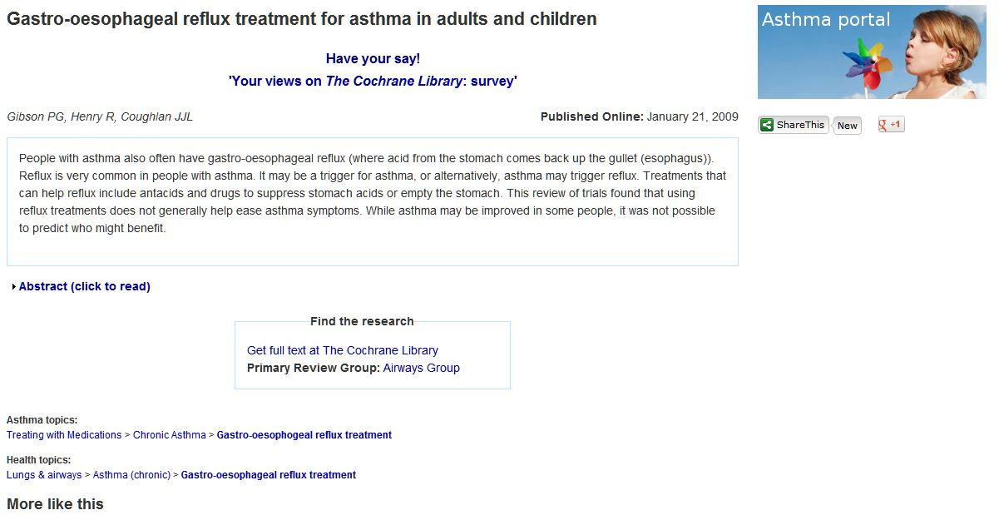 Gastro-oesophageal reflux treatment for asthma in adults and children
Asthma portal
Have your say!
'Your views on The Cochrane Library: survey'
Gibson PG, Henry R, Coughlan JJL
Published Online: January 21, 2009
ShareThis
New
g +1
People with asthma also often have gastro-oesophageal reflux (where acid from the stomach comes back up the gullet (esophagus)).
Reflux is very common in people with asthma. It may be a trigger for asthma, or alternatively, asthma may trigger reflux. Treatments that
can help reflux include antacids and drugs to suppress stomach acids or empty the stomach. This review of trials found that using
reflux treatments does not generally help ease asthma symptoms. While asthma may be improved in some people, it was not possible
to predict who might benefit.
Abstract (click to read)
Find the research
Get full text at The Cochrane Library
Primary Review Group: Airways Group
Asthma topics:
Treating with Medications > Chronic Asthma > Gastro-oesophogeal reflux treatment
Health topics:
Lungs & airways > Asthma (chronic) > Gastro-oesophageal reflux treatment
More like this